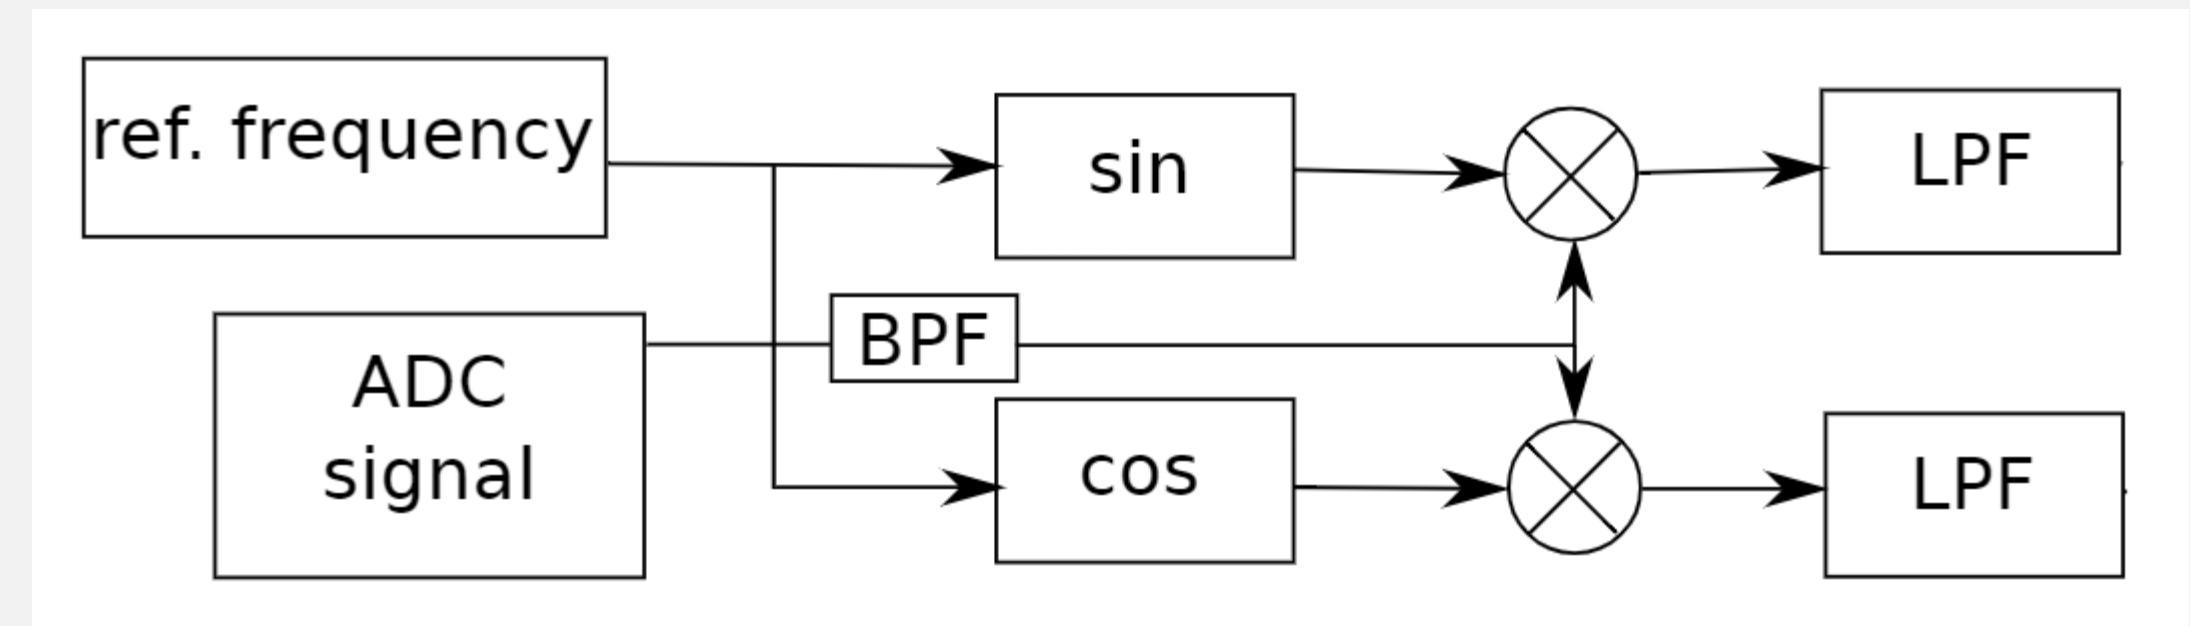 ref. frequency
sin
LPF
BPF
ADC
signal
cos
LPF